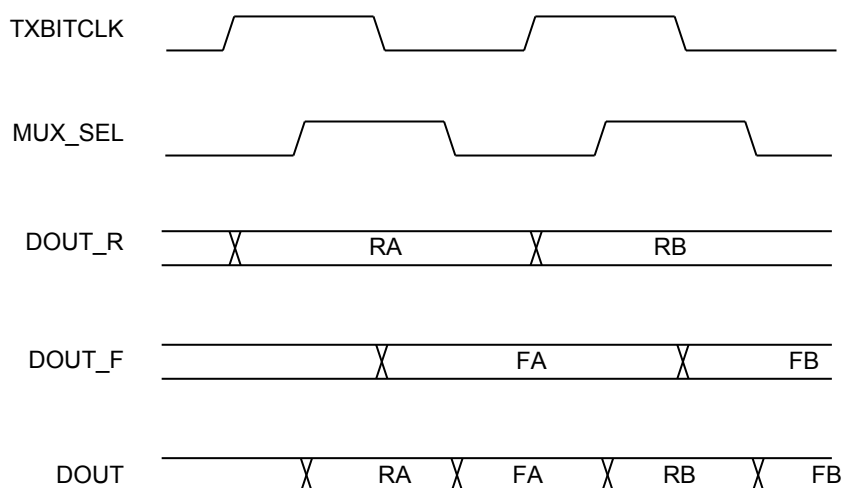 TXBITCLK
MUX_SEL
DOUT_R RA RB
DOUT_F FA FB
DOUT RA FA RB FB